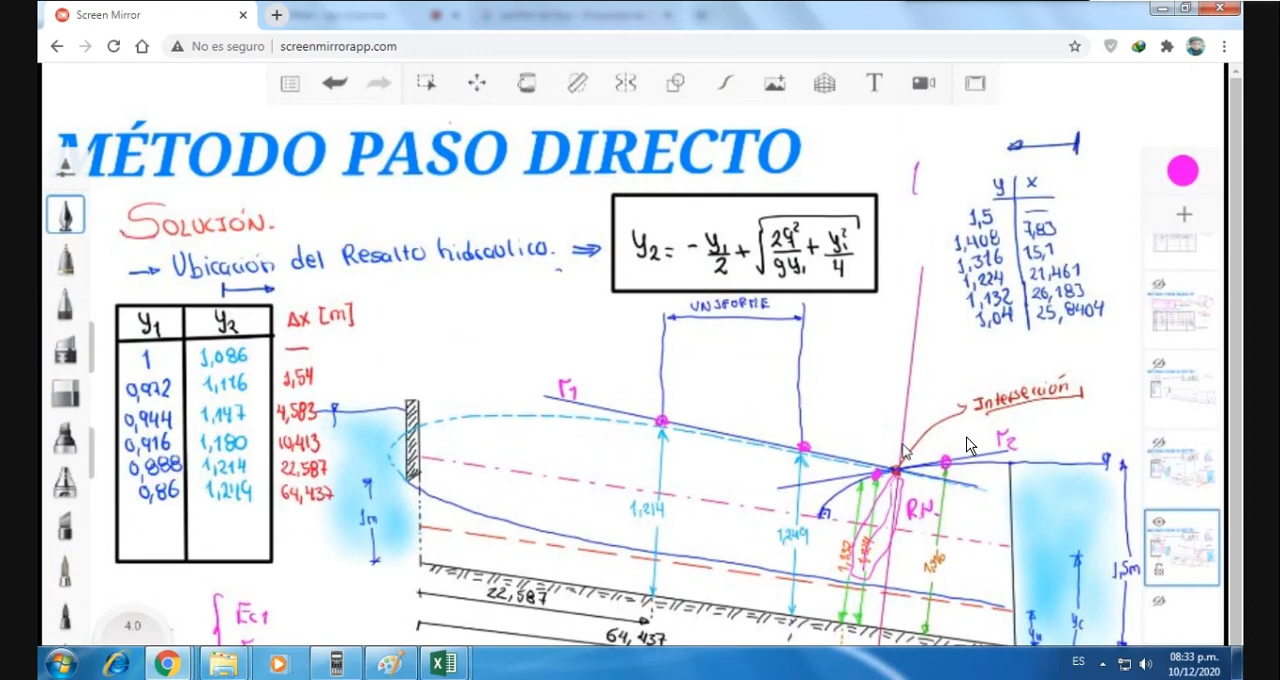 Screen Mirror
No es seguro
screenmirrorapp.com
MÉTODO PASO DIRECTO
SOLUCIÓN.
→ Ubicación del Resalto hidraulico. ⇒
y₂ = - y₁/2 + √(2q²/gy₁ + y₁²/4)
y | x
1,5 | —
1,408 | 7,83
1,316 | 15,1
1,224 | 21,461
1,132 | 26,183
1,04 | 25,8404
y₁ y₂ Δx [m]
1 1,086 —
0,972 1,116 1,54
0,944 1,147 4,583
0,916 1,180 10,413
0,888 1,214 22,587
0,86 1,249 64,437
UNIFORME
r₁
Intersección
r₂
1m
1,214
1,249
R.H.
1,5m
yc
22,587
64,437
Ec1
4.0
ES
08:33 p.m.
10/12/2020